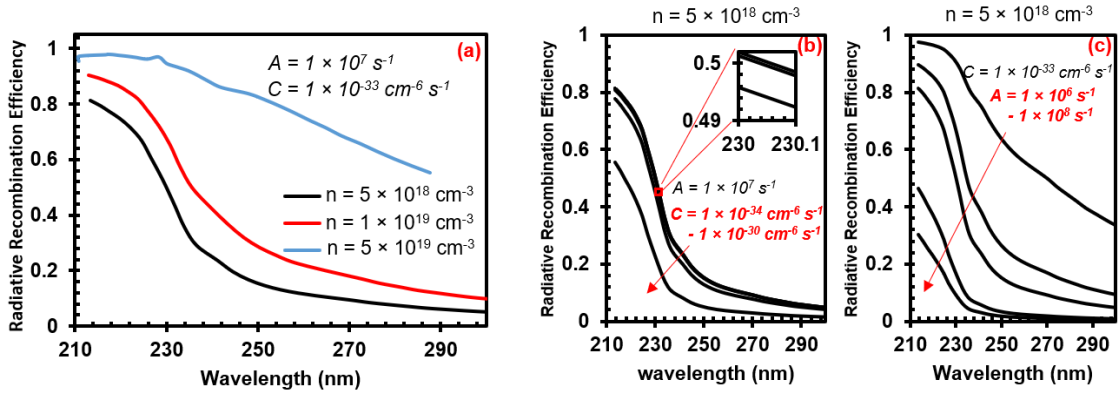 (a)
Radiative Recombination Efficiency
1
0.8
0.6
0.4
0.2
0
A = 1 × 10⁷ s⁻¹
C = 1 × 10⁻³³ cm⁻⁶ s⁻¹
n = 5 × 10¹⁸ cm⁻³
n = 1 × 10¹⁹ cm⁻³
n = 5 × 10¹⁹ cm⁻³
210 230 250 270 290
Wavelength (nm)
n = 5 × 10¹⁸ cm⁻³
(b)
Radiative Recombination Efficiency
1
0.8
0.6
0.4
0.2
0
0.5
0.49
230 230.1
A = 1 × 10⁷ s⁻¹
C = 1 × 10⁻³⁴ cm⁻⁶ s⁻¹
- 1 × 10⁻³⁰ cm⁻⁶ s⁻¹
210 230 250 270 290
wavelength (nm)
n = 5 × 10¹⁸ cm⁻³
(c)
Radiative Recombination Efficiency
1
0.8
0.6
0.4
0.2
0
C = 1 × 10⁻³³ cm⁻⁶ s⁻¹
A = 1 × 10⁶ s⁻¹
- 1 × 10⁸ s⁻¹
210 230 250 270 290
Wavelength (nm)